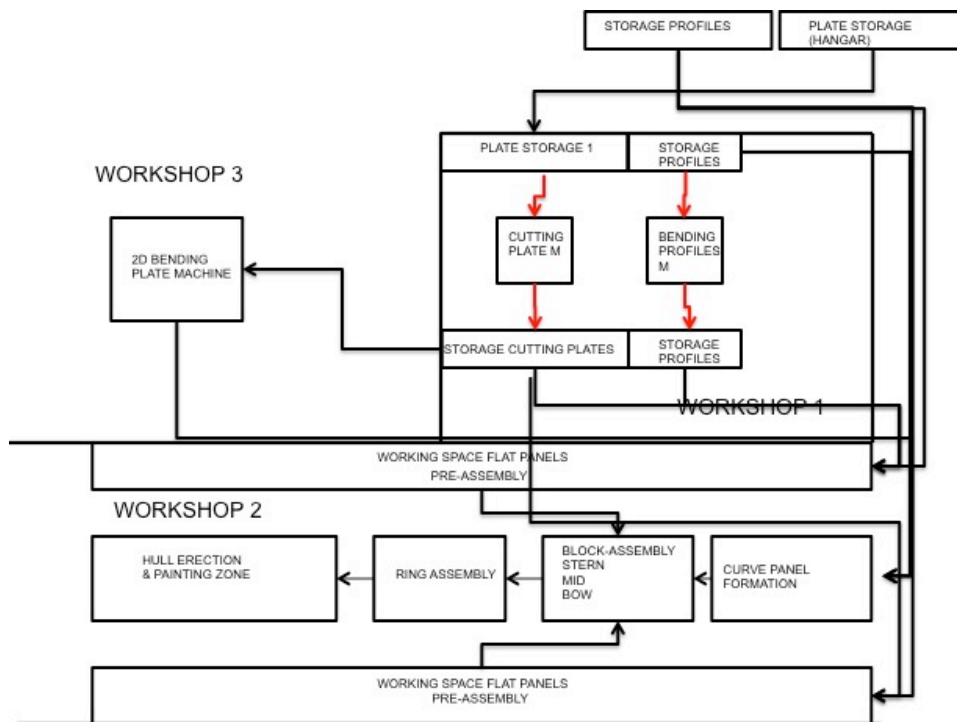 STORAGE PROFILES
PLATE STORAGE
(HANGAR)
PLATE STORAGE 1
STORAGE
PROFILES
WORKSHOP 3
CUTTING
PLATE M
BENDING
PROFILES
M
2D BENDING
PLATE MACHINE
STORAGE CUTTING PLATES
STORAGE
PROFILES
WORKSHOP 1
WORKING SPACE FLAT PANELS
PRE-ASSEMBLY
WORKSHOP 2
HULL ERECTION
& PAINTING ZONE
RING ASSEMBLY
BLOCK-ASSEMBLY
STERN
MID
BOW
CURVE PANEL
FORMATION
WORKING SPACE FLAT PANELS
PRE-ASSEMBLY